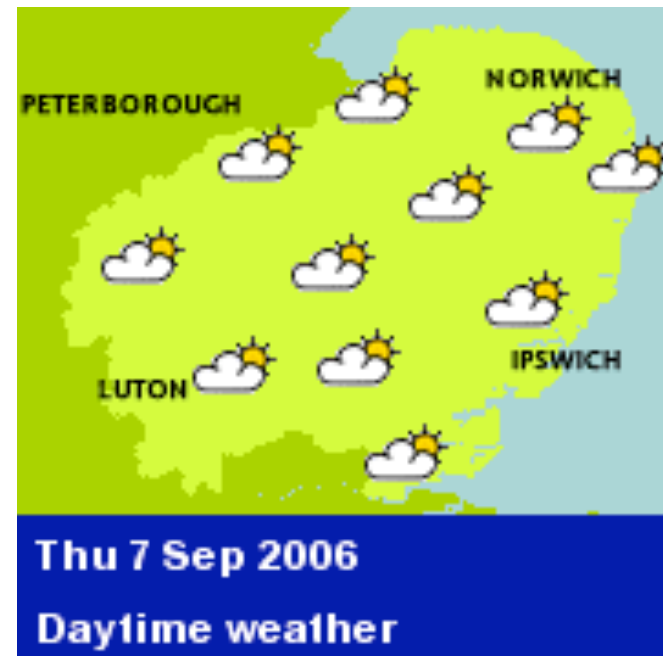 NORWICH
PETERBOROUGH
IPSWICH
LUTON
Thu 7 Sep 2006
Daytime weather